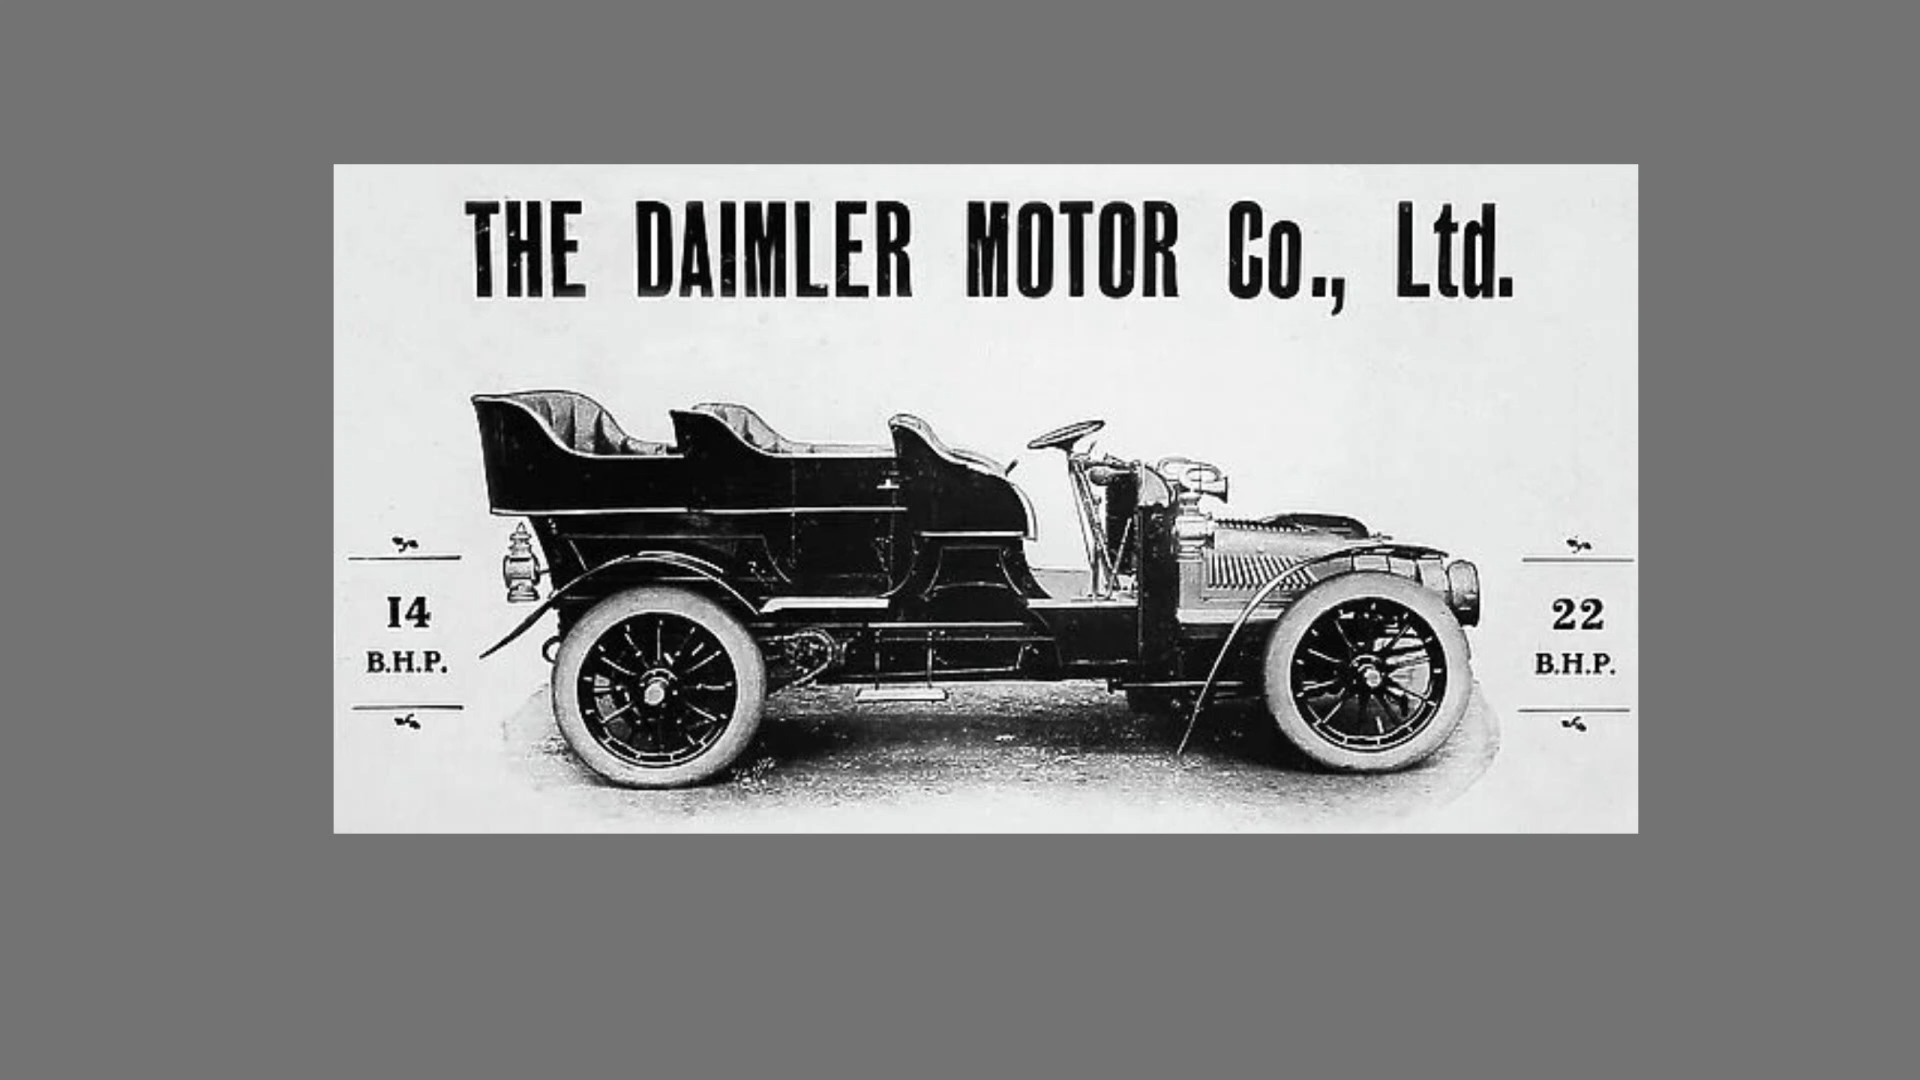 THE DAIMLER MOTOR Co., Ltd.
14
B.H.P.
22
B.H.P.